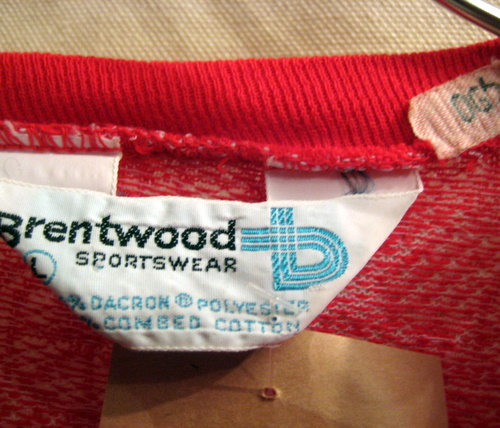 Brentwood
SPORTSWEAR
L
% DACRON ® POLYESTER
% COMBED COTTON